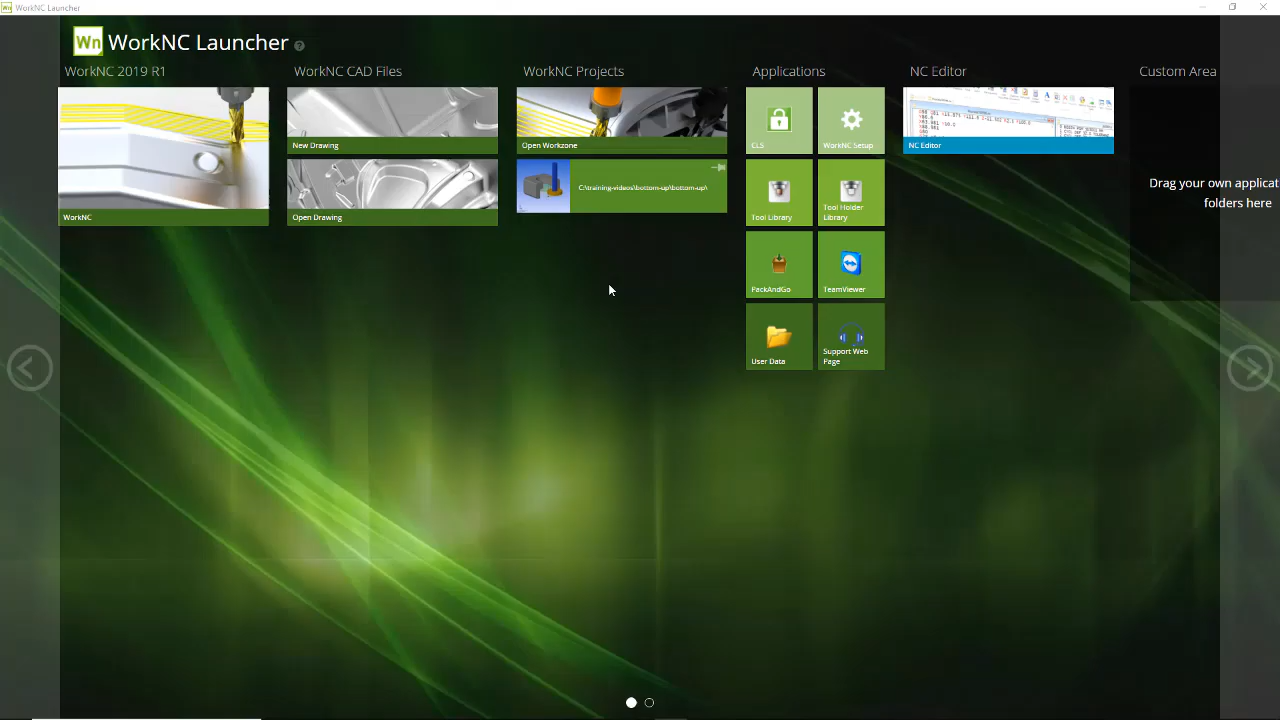 WorkNC Launcher
Wn WorkNC Launcher ?
WorkNC 2019 R1
WorkNC
WorkNC CAD Files
New Drawing
Open Drawing
WorkNC Projects
Open Workzone
C:\training-videos\bottom-up\bottom-up\
Applications
CLS
WorkNC Setup
Tool Library
Tool Holder
Library
PackAndGo
TeamViewer
User Data
Support Web
Page
NC Editor
NC Editor
Custom Area
Drag your own applicat
folders here